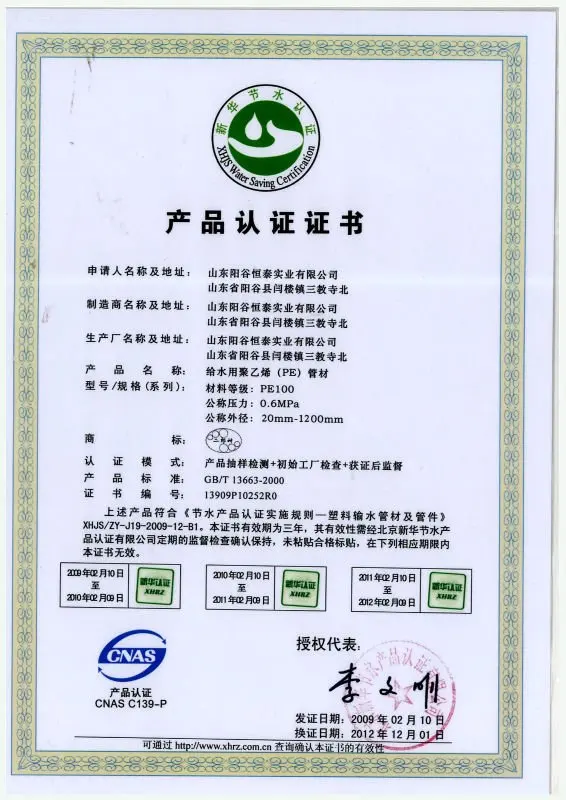 新华节水认证
XHJS Water Saving Certification
产品认证证书
申请人名称及地址： 山东阳谷恒泰实业有限公司
山东省阳谷县闫楼镇三教寺北
制造商名称及地址： 山东阳谷恒泰实业有限公司
山东省阳谷县闫楼镇三教寺北
生产厂名称及地址： 山东阳谷恒泰实业有限公司
山东省阳谷县闫楼镇三教寺北
产品名称： 给水用聚乙烯（PE）管材
型号/规格(系列)： 材料等级：PE100
公称压力：0.6MPa
公称外径：20mm-1200mm
商标：
认证模式： 产品抽样检测+初始工厂检查+获证后监督
产品标准： GB/T 13663-2000
证书编号： 13909P10252R0
上述产品符合《节水产品认证实施规则—塑料输水管材及管件》
XHJS/ZY-J19-2009-12-B1。本证书有效期为三年，其有效性需经北京新华节水产
品认证有限公司定期的监督检查确认保持，未粘贴合格标贴，在下列相应期限内
本证书无效。
2009年02月10日
至
2010年02月09日
新华认证
XHRZ
2010年02月10日
至
2011年02月09日
新华认证
XHRZ
2011年02月10日
至
2012年02月09日
新华认证
XHRZ
CNAS
产品认证
CNAS C139-P
授权代表：
李文明
发证日期：2009年02月10日
换证日期：2012年12月01日
可通过 http://www.xhrz.com.cn 查询确认本证书的有效性